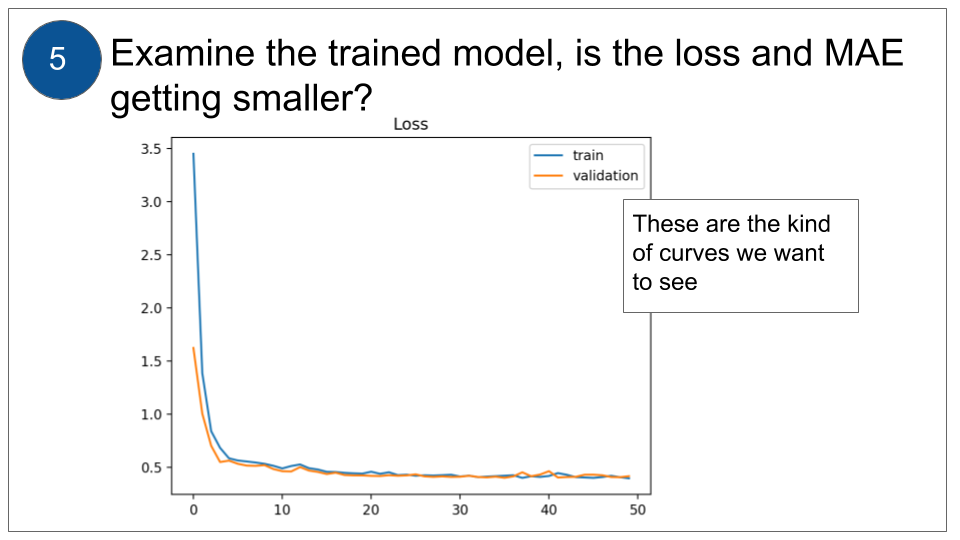 5
Examine the trained model, is the loss and MAE
getting smaller?
Loss
train
validation
These are the kind
of curves we want
to see
3.5
3.0
2.5
2.0
1.5
1.0
0.5
0 10 20 30 40 50